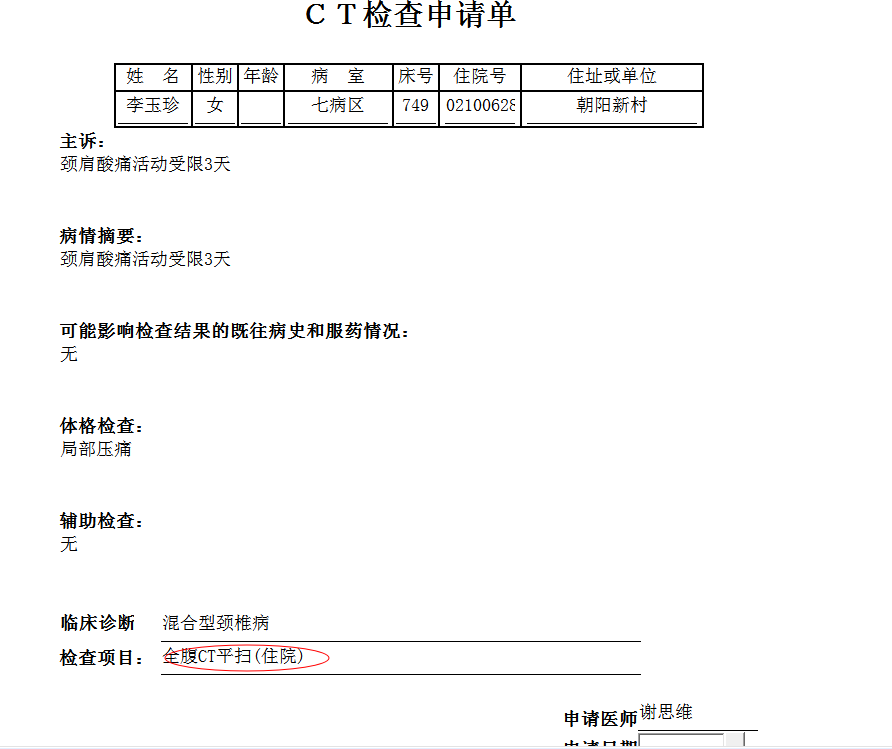 ＣＴ检查申请单
姓 名 性别 年龄 病 室 床号 住院号 住址或单位
李玉珍 女 七病区 749 02100628 朝阳新村
主诉：
颈肩酸痛活动受限3天
病情摘要：
颈肩酸痛活动受限3天
可能影响检查结果的既往病史和服药情况：
无
体格检查：
局部压痛
辅助检查：
无
临床诊断 混合型颈椎病
检查项目： 全腹CT平扫(住院)
申请医师 谢思维
申请日期